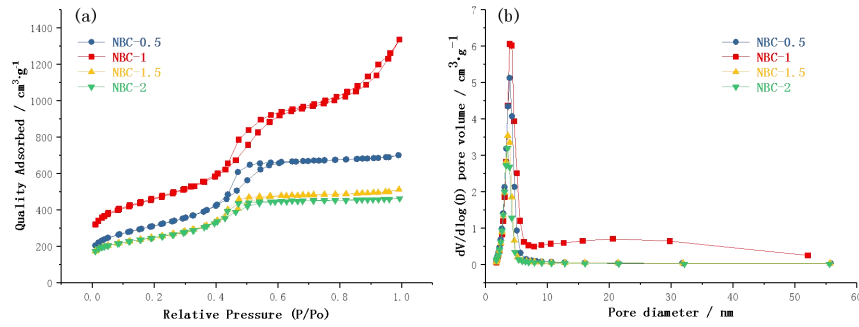 (a)
NBC-0.5
NBC-1
NBC-1.5
NBC-2
Quality Adsorbed / cm³·g⁻¹
1400
1200
1000
800
600
400
200
0
0.0 0.2 0.4 0.6 0.8 1.0
Relative Pressure (P/Po)
(b)
NBC-0.5
NBC-1
NBC-1.5
NBC-2
dV/dlog(D) pore volume / cm³·g⁻¹
7
6
5
4
3
2
1
0
0 10 20 30 40 50 60
Pore diameter / nm